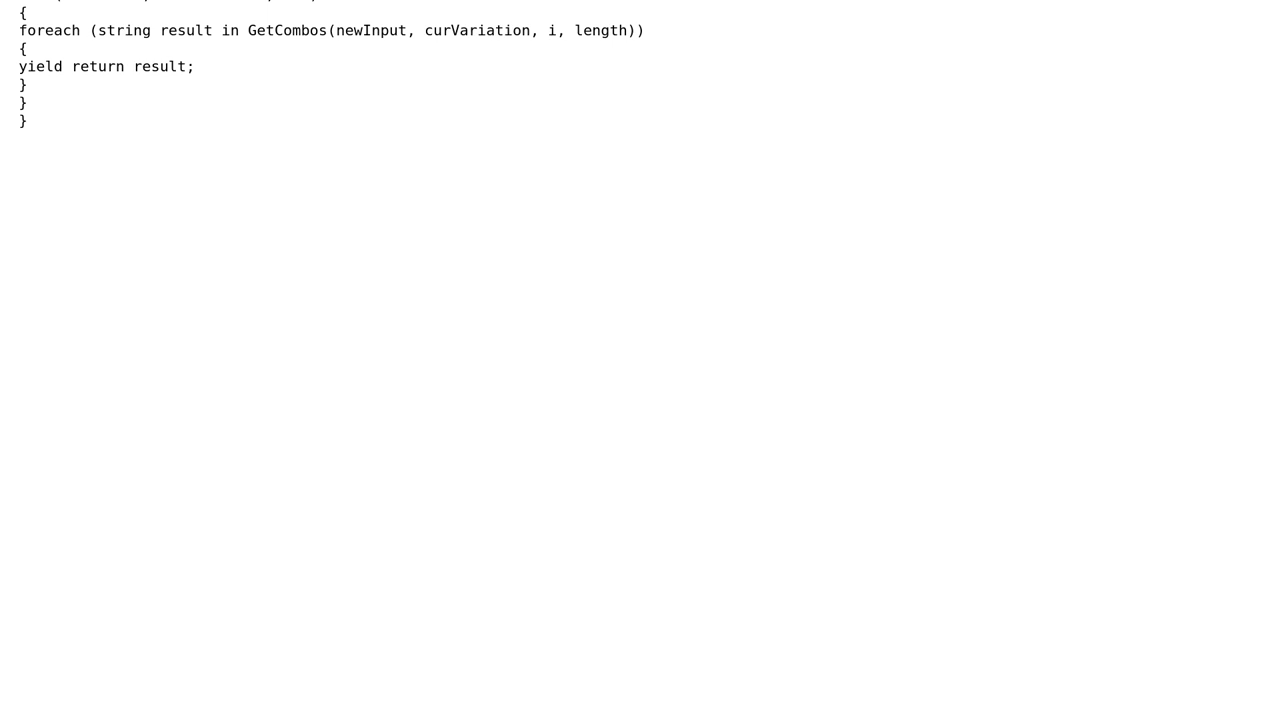 {
foreach (string result in GetCombos(newInput, curVariation, i, length))
{
yield return result;
}
}
}